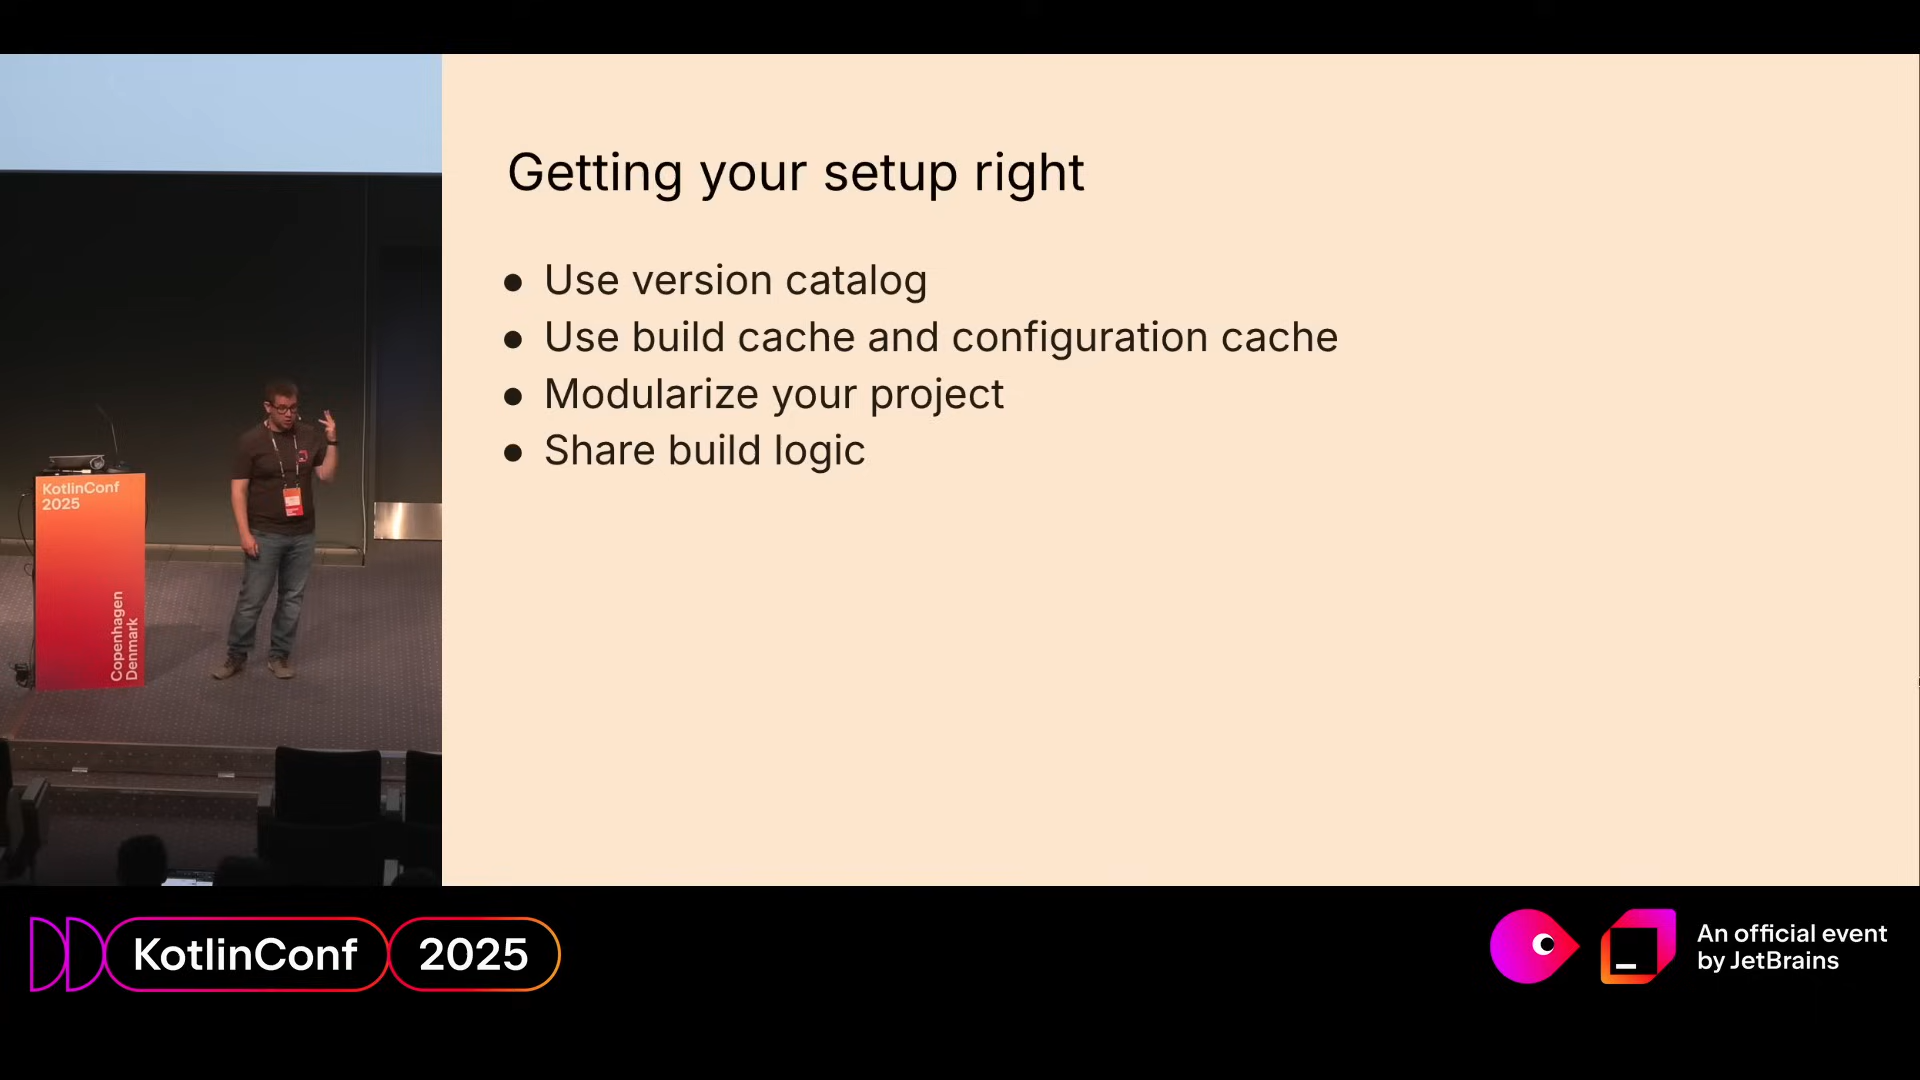 Getting your setup right
● Use version catalog
● Use build cache and configuration cache
● Modularize your project
● Share build logic
KotlinConf
2025
Copenhagen
Denmark
KotlinConf 2025
An official event
by JetBrains